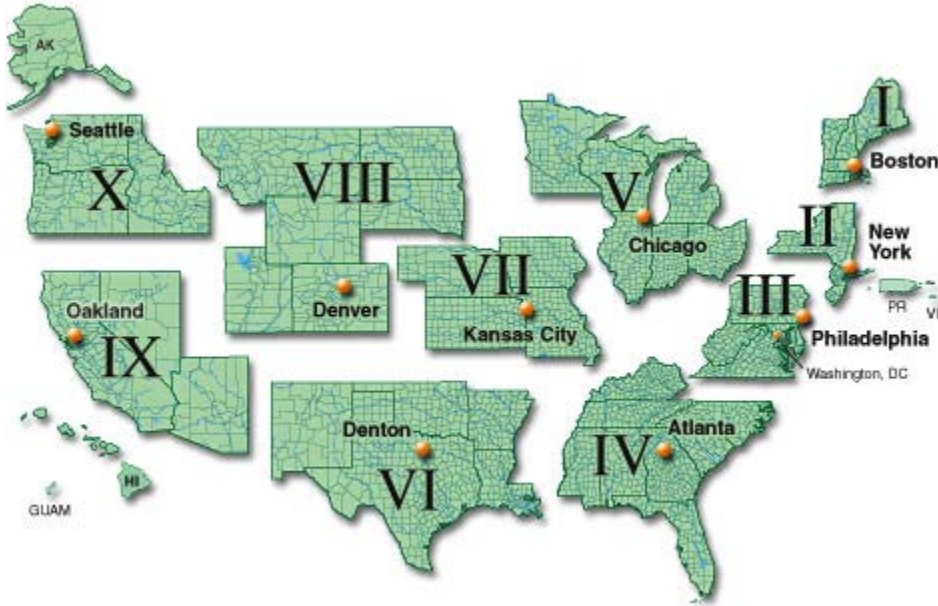 AK
Seattle
X
VIII
V
Chicago
I
Boston
II
New
York
PR
VI
III
Philadelphia
Washington, DC
VII
Kansas City
Denver
Oakland
IX
HI
GUAM
Denton
VI
IV
Atlanta